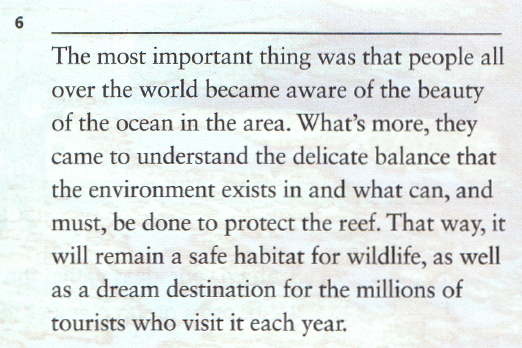 6
The most important thing was that people all
over the world became aware of the beauty
of the ocean in the area. What's more, they
came to understand the delicate balance that
the environment exists in and what can, and
must, be done to protect the reef. That way, it
will remain a safe habitat for wildlife, as well
as a dream destination for the millions of
tourists who visit it each year.